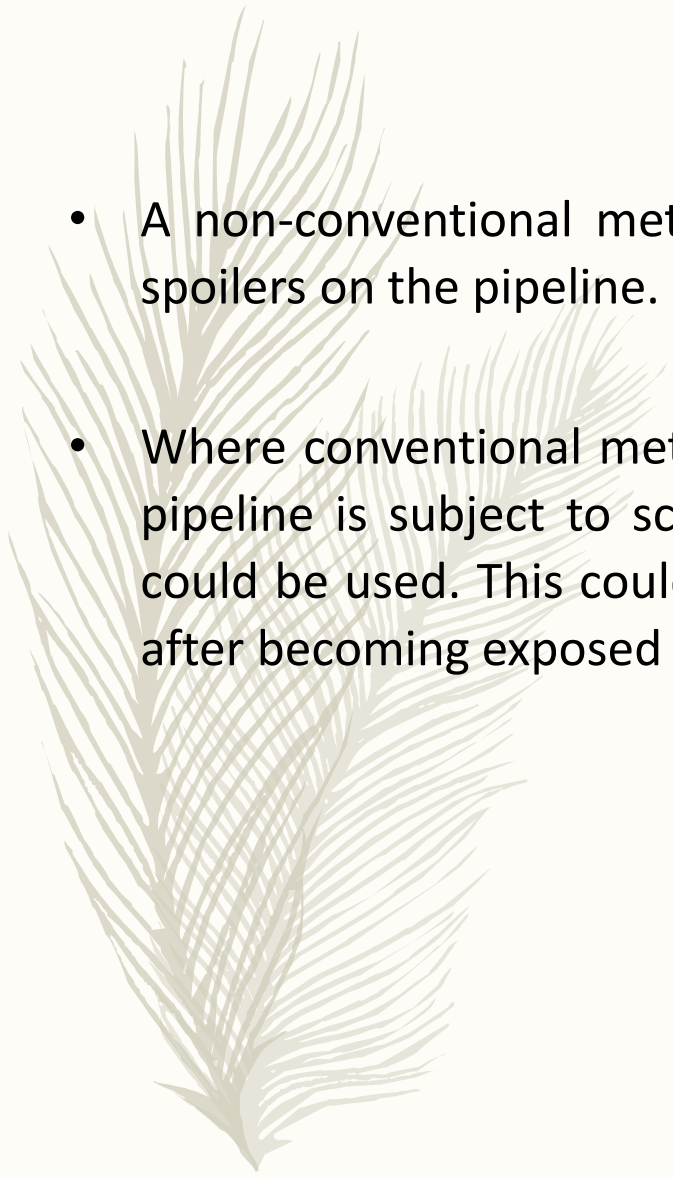 • A non-conventional met
spoilers on the pipeline.
• Where conventional met
pipeline is subject to sc
could be used. This coul
after becoming exposed